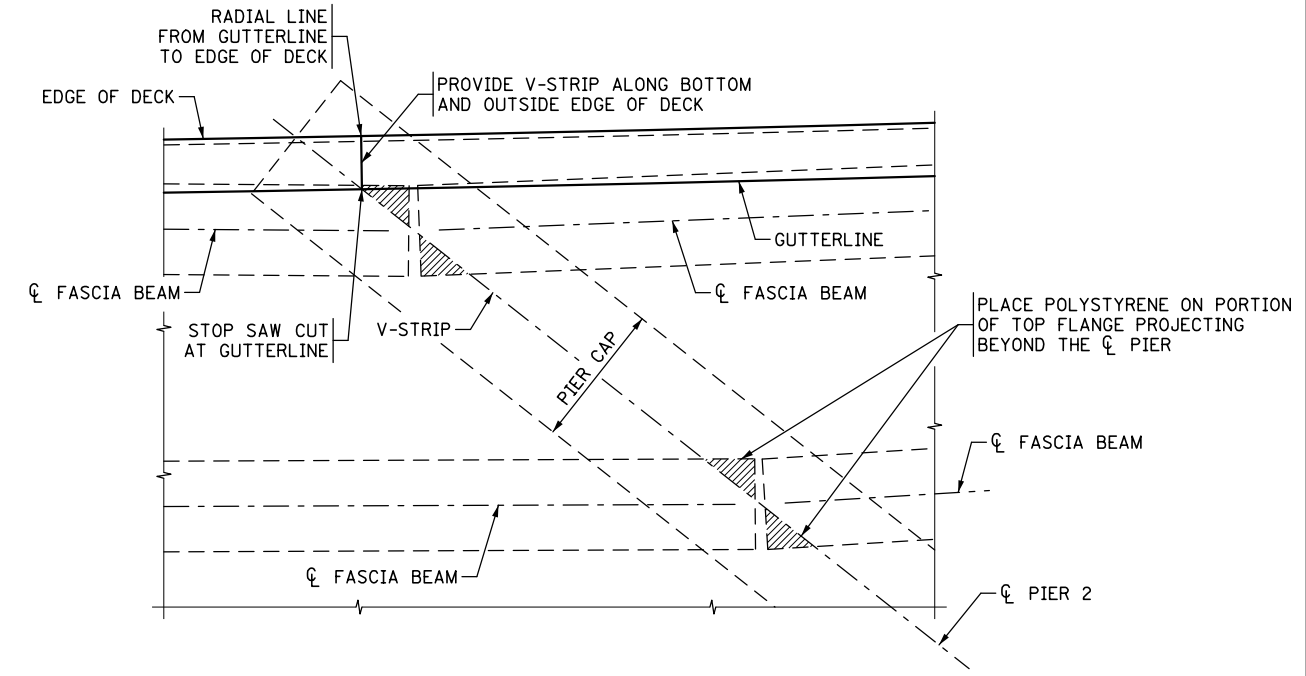 RADIAL LINE
FROM GUTTERLINE
TO EDGE OF DECK
EDGE OF DECK
PROVIDE V-STRIP ALONG BOTTOM
AND OUTSIDE EDGE OF DECK
GUTTERLINE
℄ FASCIA BEAM
℄ FASCIA BEAM
STOP SAW CUT
AT GUTTERLINE
V-STRIP
PIER CAP
PLACE POLYSTYRENE ON PORTION
OF TOP FLANGE PROJECTING
BEYOND THE ℄ PIER
℄ FASCIA BEAM
℄ FASCIA BEAM
℄ PIER 2